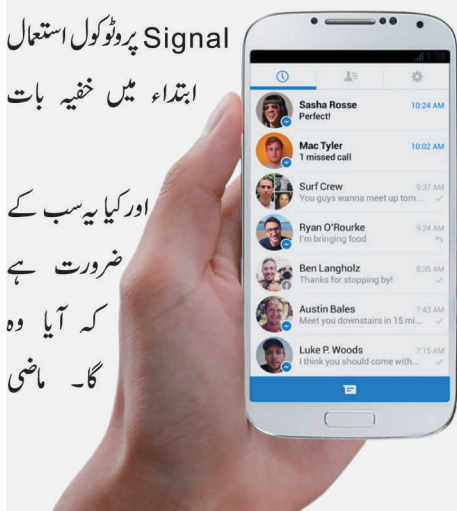 Signal پروٹوکول استعمال
ابتداء میں خفیہ بات
اور کیا یہ سب کے
ضرورت ہے
کہ آیا وہ
گا۔ ماضی
1:38
Sasha Rosse 10:24 AM
Perfect!
Mac Tyler 10:02 AM
1 missed call
Surf Crew 9:37 AM
You guys wanna meet up tom...
Ryan O'Rourke 9:24 AM
I'm bringing food
Ben Langholz 8:35 AM
Thanks for stopping by!
Austin Bales 7:43 AM
Meet you downstairs in 15 mi...
Luke P. Woods 7:15 AM
I think you should come with...